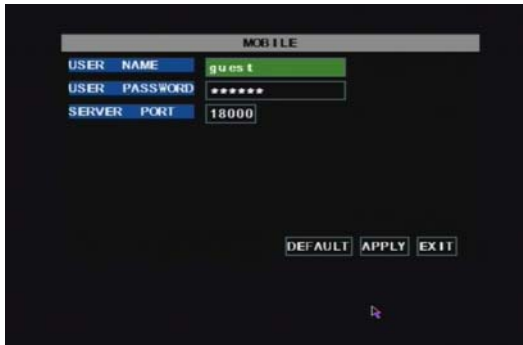 MOBILE
USER NAME guest
USER PASSWORD ******
SERVER PORT 18000
DEFAULT APPLY EXIT